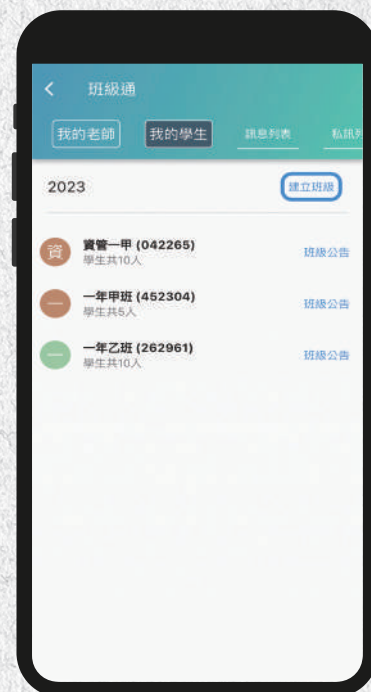 班級通
我的老師 我的學生 訊息列表 私訊列
2023 建立班級
資 資管一甲 (042265)
學生共10人 班級公告
一 一年甲班 (452304)
學生共5人 班級公告
一 一年乙班 (262961)
學生共10人 班級公告